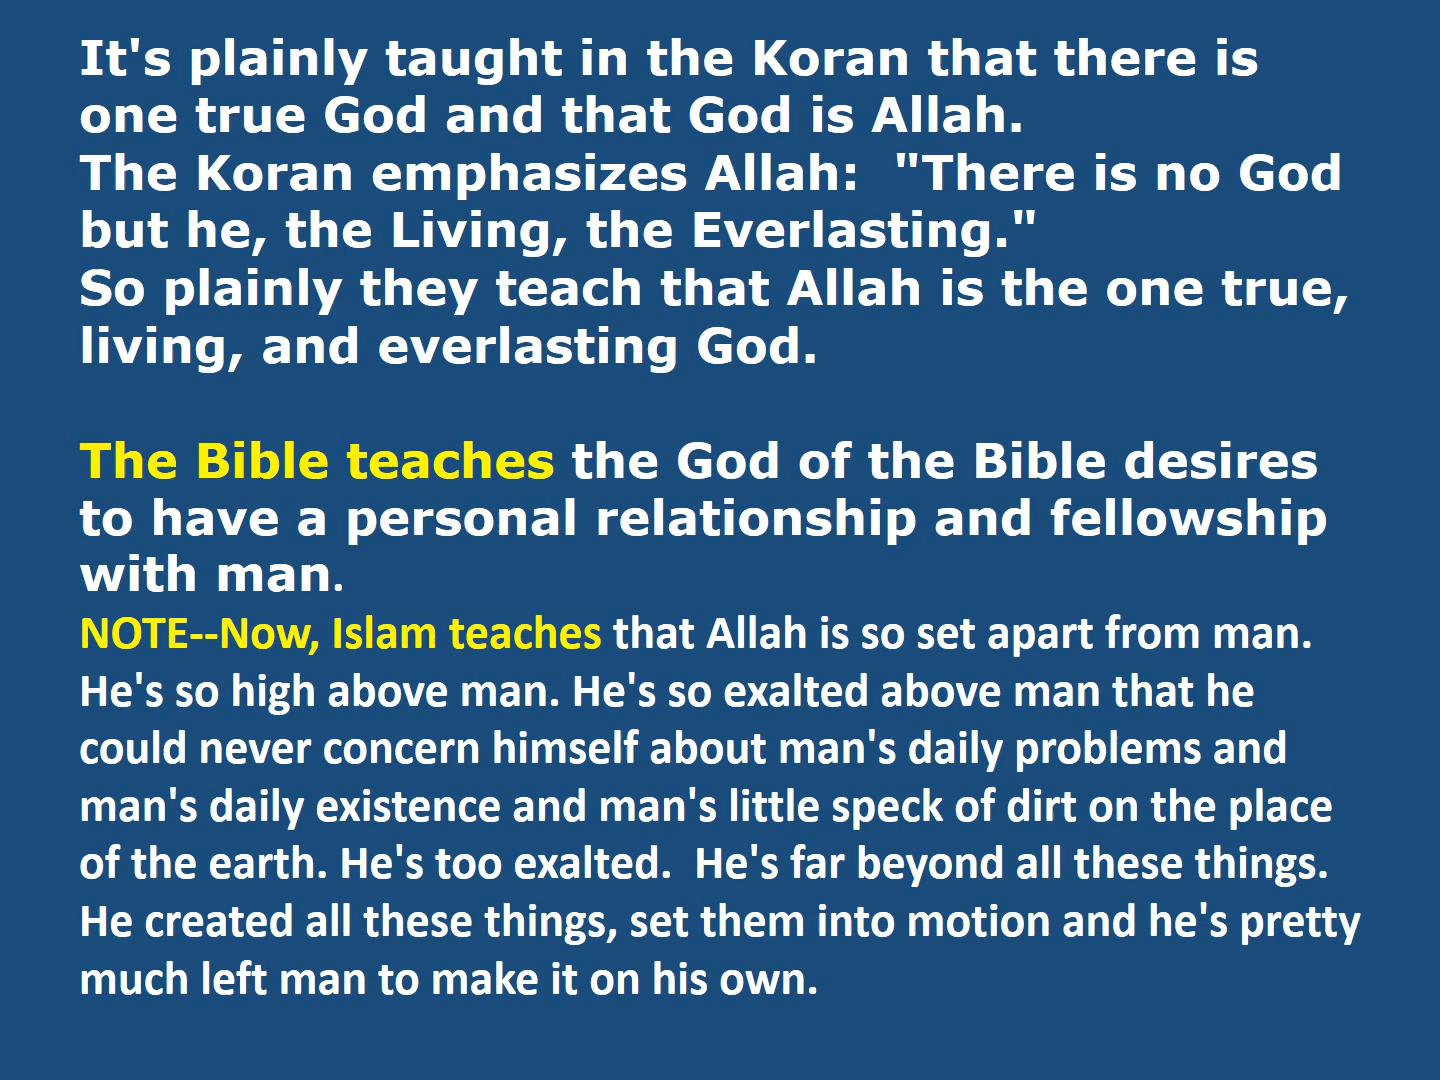 It's plainly taught in the Koran that there is
one true God and that God is Allah.
The Koran emphasizes Allah:  "There is no God
but he, the Living, the Everlasting."
So plainly they teach that Allah is the one true,
living, and everlasting God.
The Bible teaches the God of the Bible desires
to have a personal relationship and fellowship
with man.
NOTE--Now, Islam teaches that Allah is so set apart from man.
He's so high above man. He's so exalted above man that he
could never concern himself about man's daily problems and
man's daily existence and man's little speck of dirt on the place
of the earth. He's too exalted.  He's far beyond all these things.
He created all these things, set them into motion and he's pretty
much left man to make it on his own.